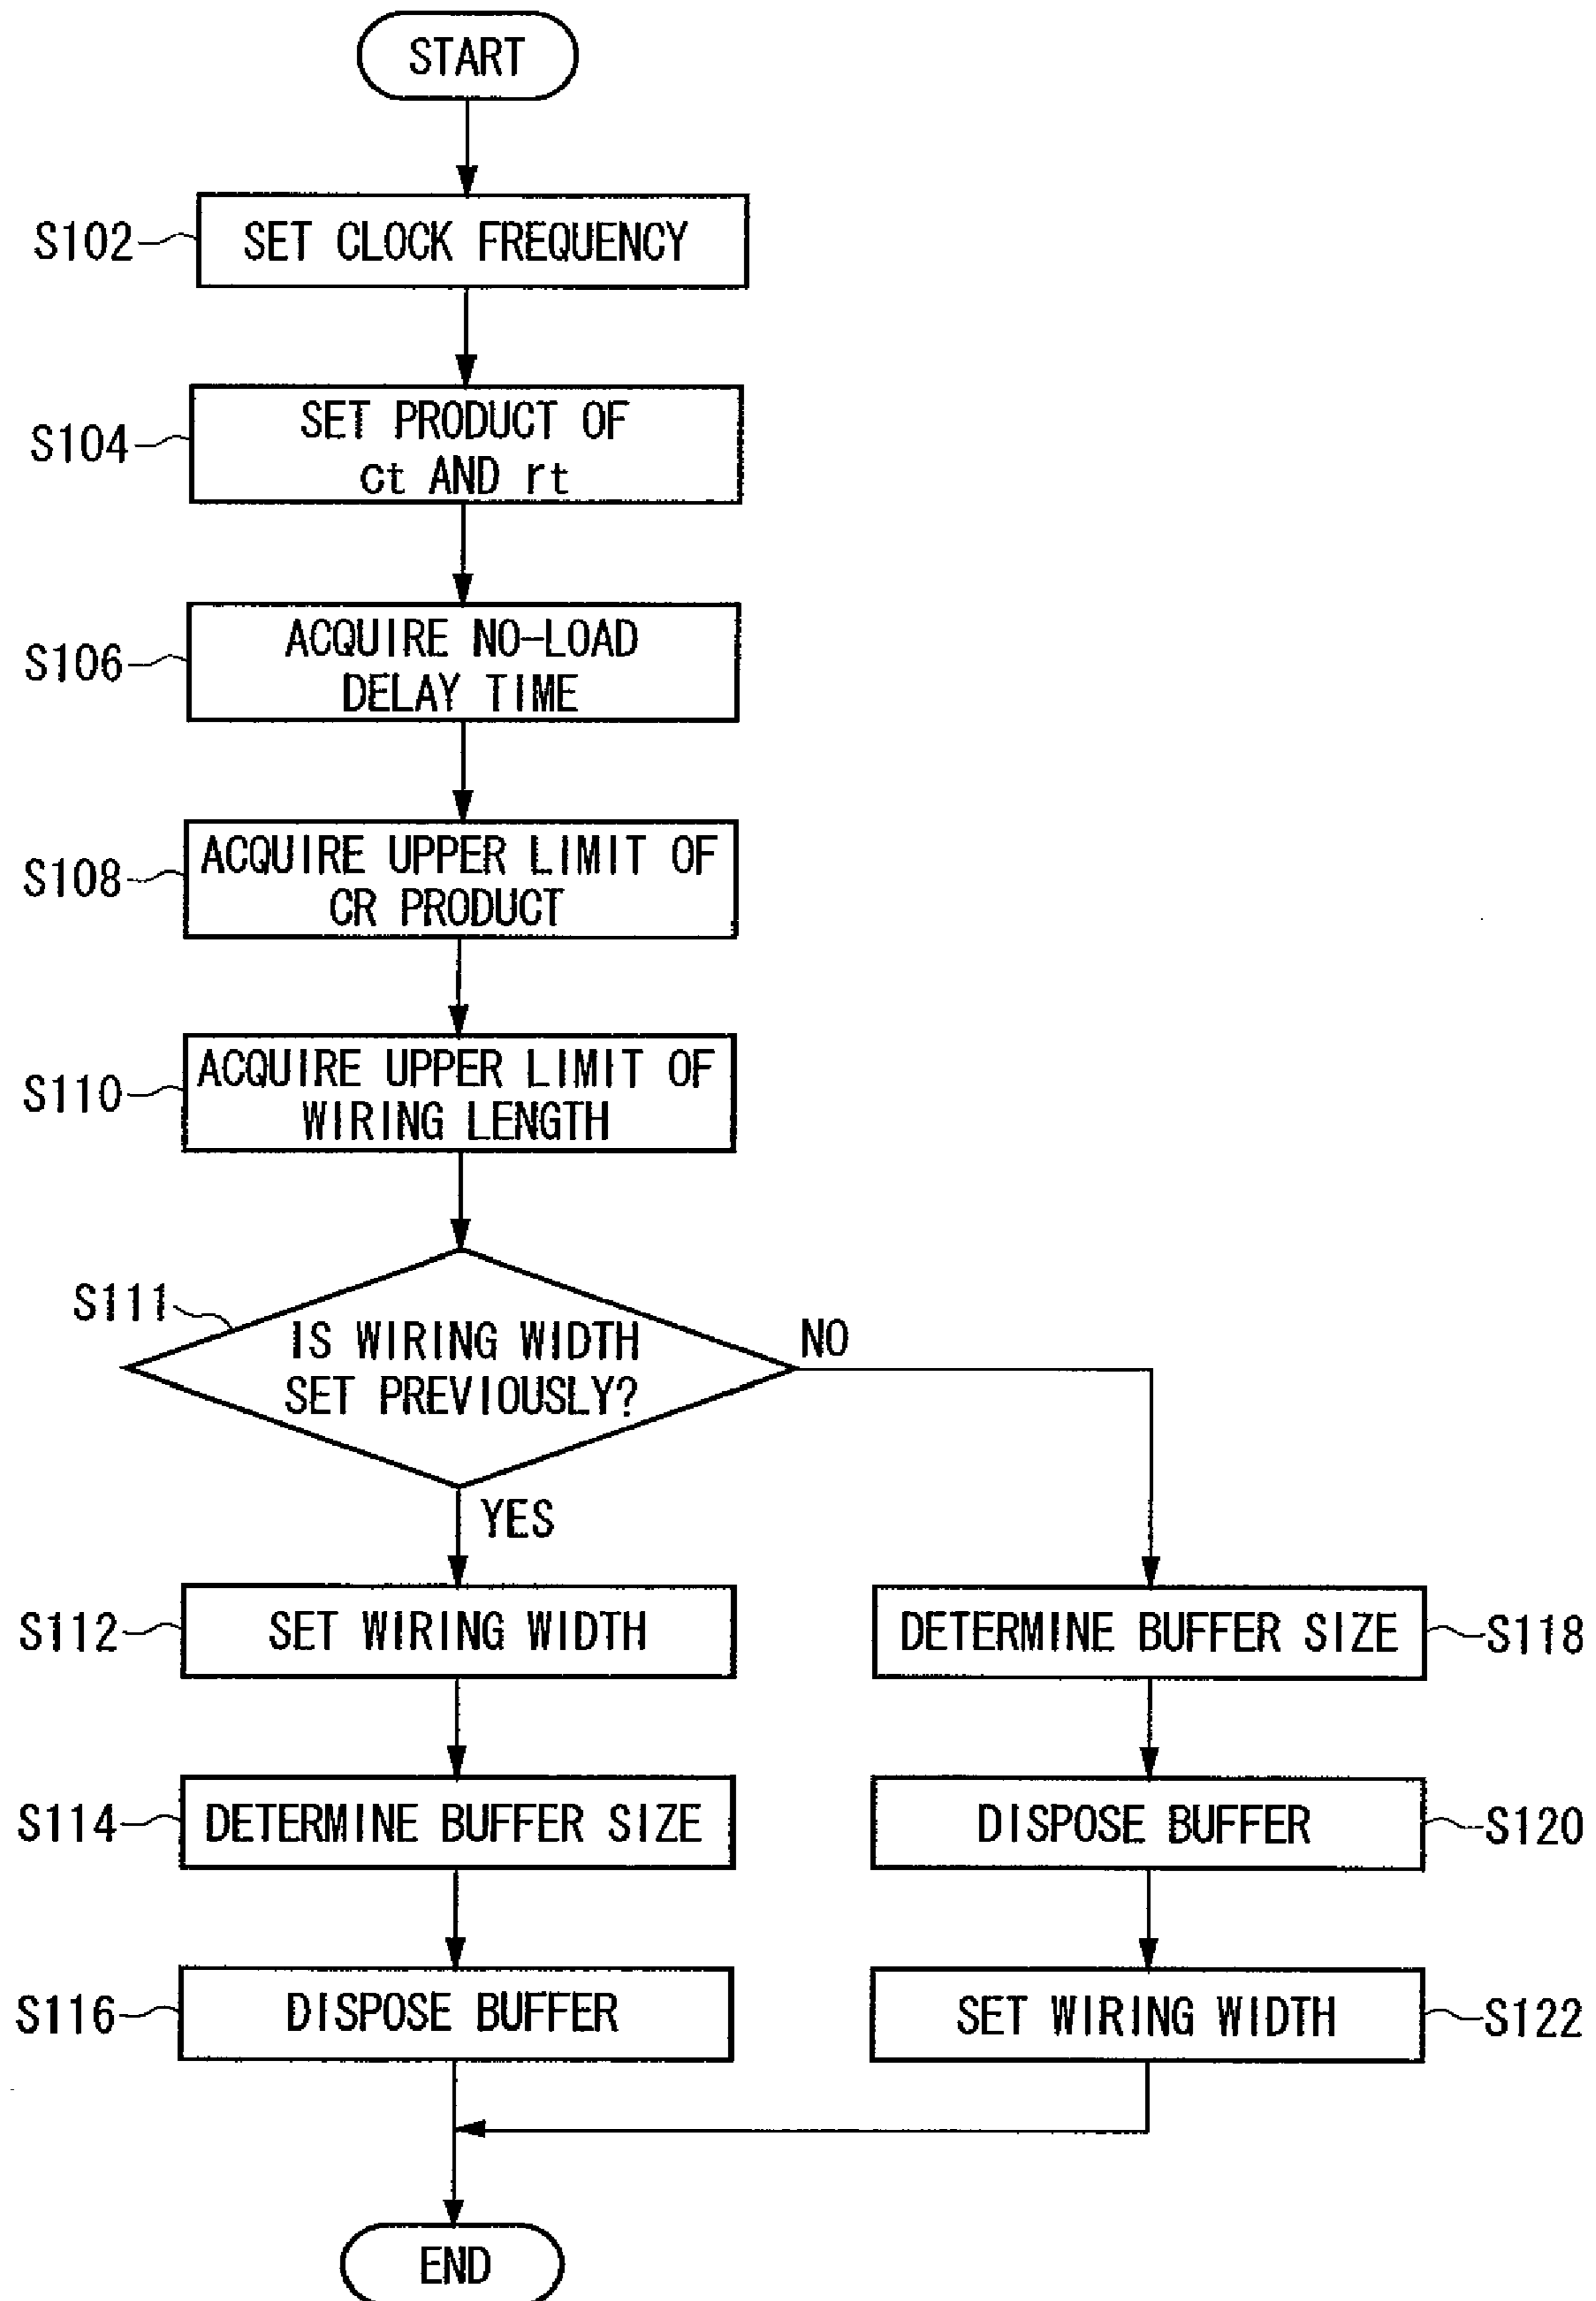 START
S102
SET CLOCK FREQUENCY
S104
SET PRODUCT OF
ct AND rt
S106
ACQUIRE NO-LOAD
DELAY TIME
S108
ACQUIRE UPPER LIMIT OF
CR PRODUCT
S110
ACQUIRE UPPER LIMIT OF
WIRING LENGTH
S111
IS WIRING WIDTH
SET PREVIOUSLY?
NO
YES
S112
SET WIRING WIDTH
DETERMINE BUFFER SIZE
S118
S114
DETERMINE BUFFER SIZE
DISPOSE BUFFER
S120
S116
DISPOSE BUFFER
SET WIRING WIDTH
S122
END